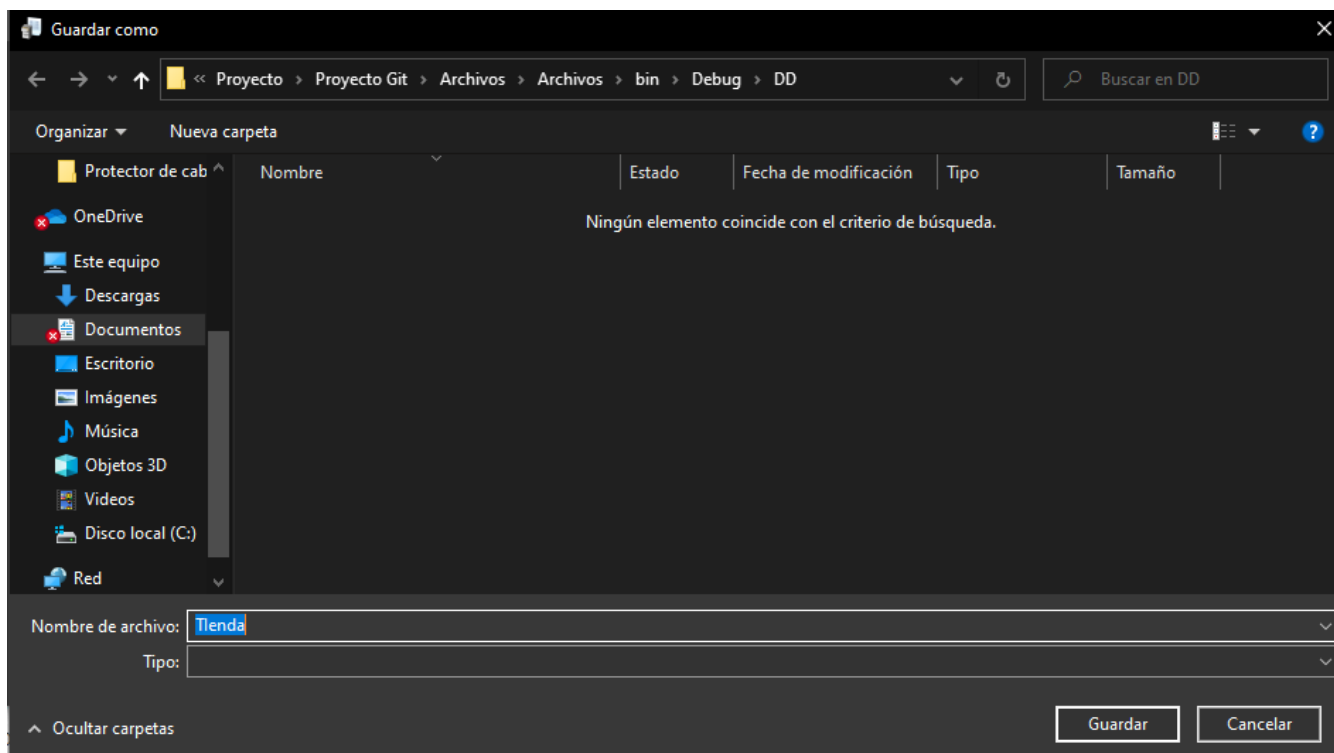 Guardar como
« Proyecto › Proyecto Git › Archivos › Archivos › bin › Debug › DD
Buscar en DD
Organizar
Nueva carpeta
Protector de cab
Nombre
Estado
Fecha de modificación
Tipo
Tamaño
Ningún elemento coincide con el criterio de búsqueda.
OneDrive
Este equipo
Descargas
Documentos
Escritorio
Imágenes
Música
Objetos 3D
Videos
Disco local (C:)
Red
Nombre de archivo: TIenda
Tipo:
Ocultar carpetas
Guardar
Cancelar